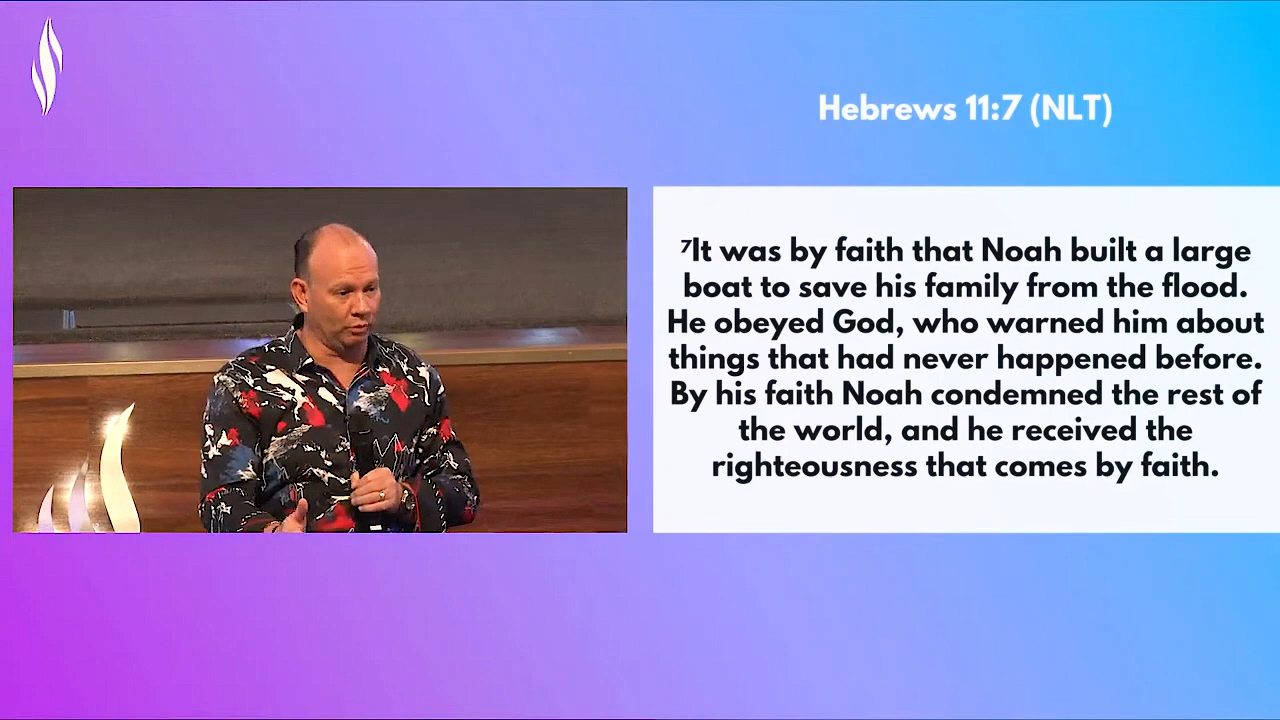 Hebrews 11:7 (NLT)
⁷It was by faith that Noah built a large
boat to save his family from the flood.
He obeyed God, who warned him about
things that had never happened before.
By his faith Noah condemned the rest of
the world, and he received the
righteousness that comes by faith.